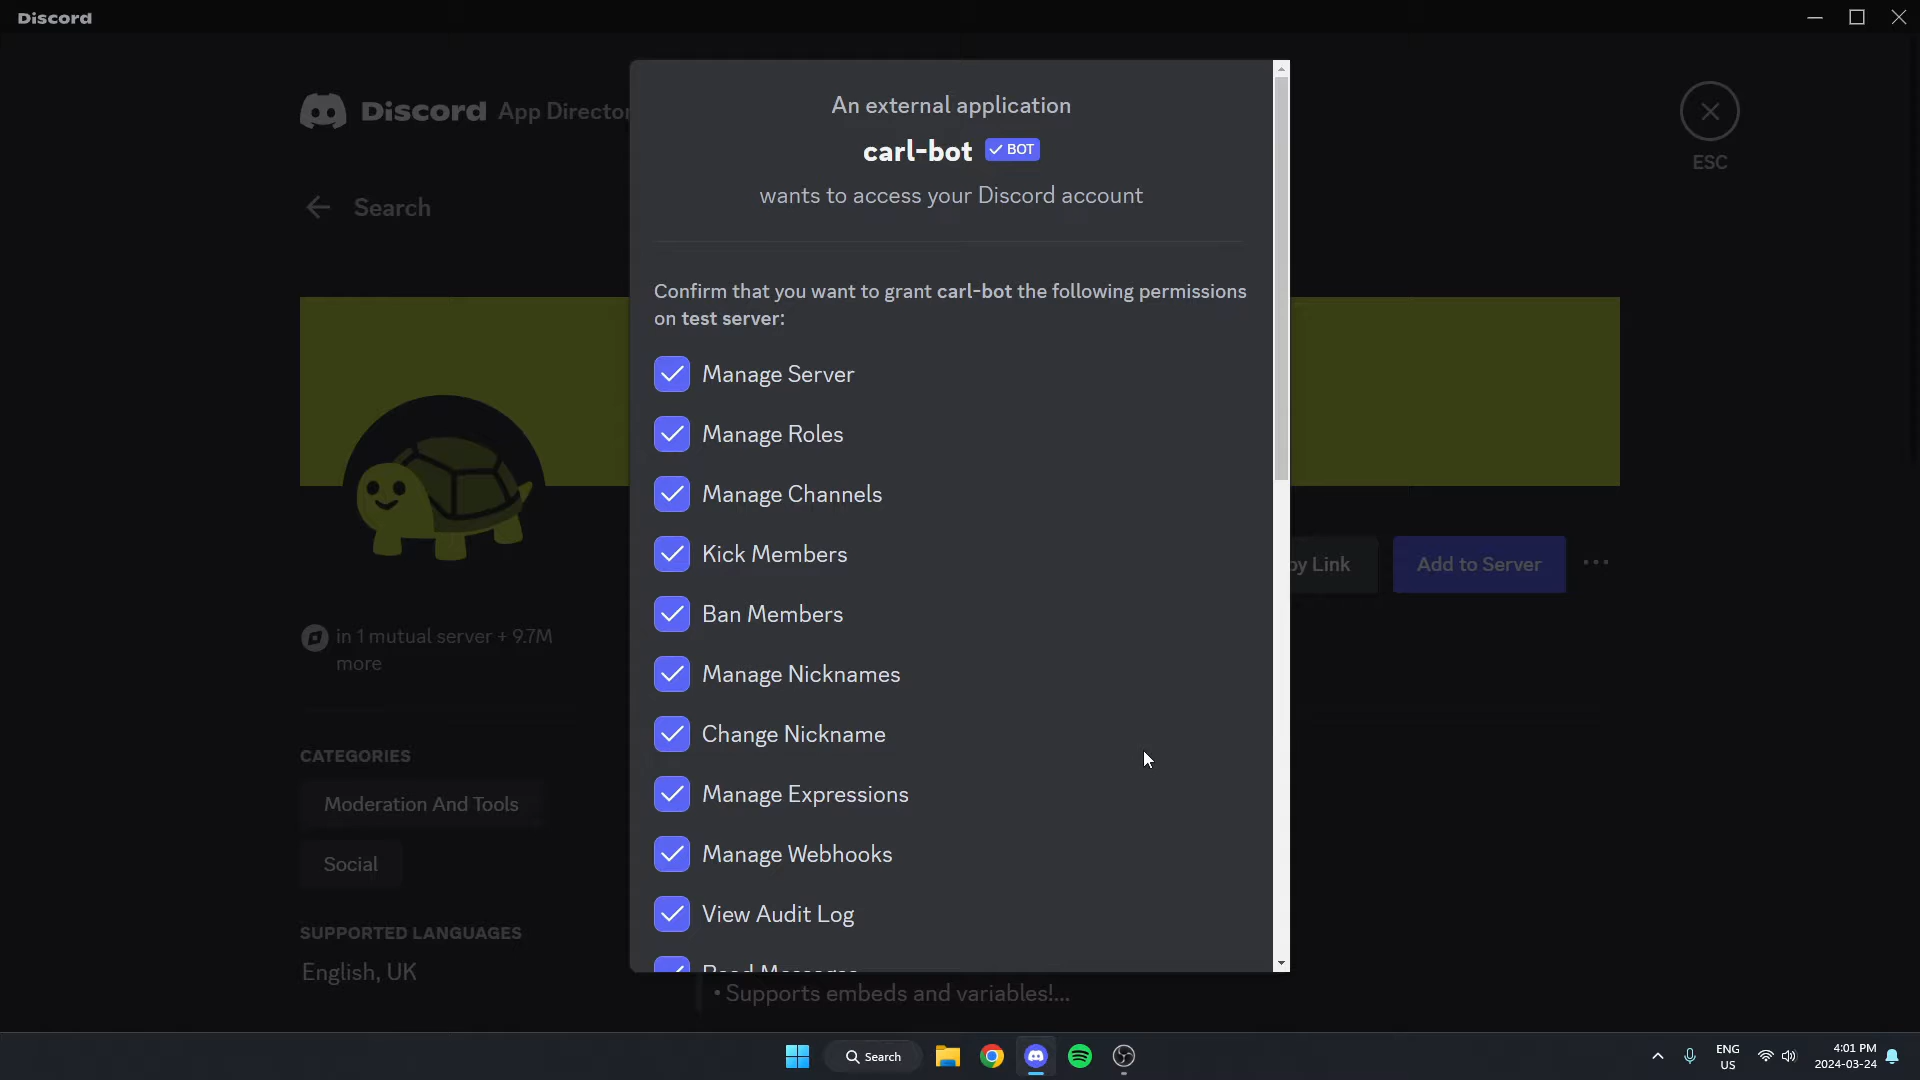 Discord
Discord App Director
ESC
Search
An external application
carl-bot BOT
wants to access your Discord account
Confirm that you want to grant carl-bot the following permissions
on test server:
Manage Server
Manage Roles
Manage Channels
Kick Members
Ban Members
Manage Nicknames
Change Nickname
Manage Expressions
Manage Webhooks
View Audit Log
Read Messages
py Link
Add to Server
in 1 mutual server + 9.7M
more
CATEGORIES
Moderation And Tools
Social
SUPPORTED LANGUAGES
English, UK
• Supports embeds and variables!...
Search
ENG
US
4:01 PM
2024-03-24